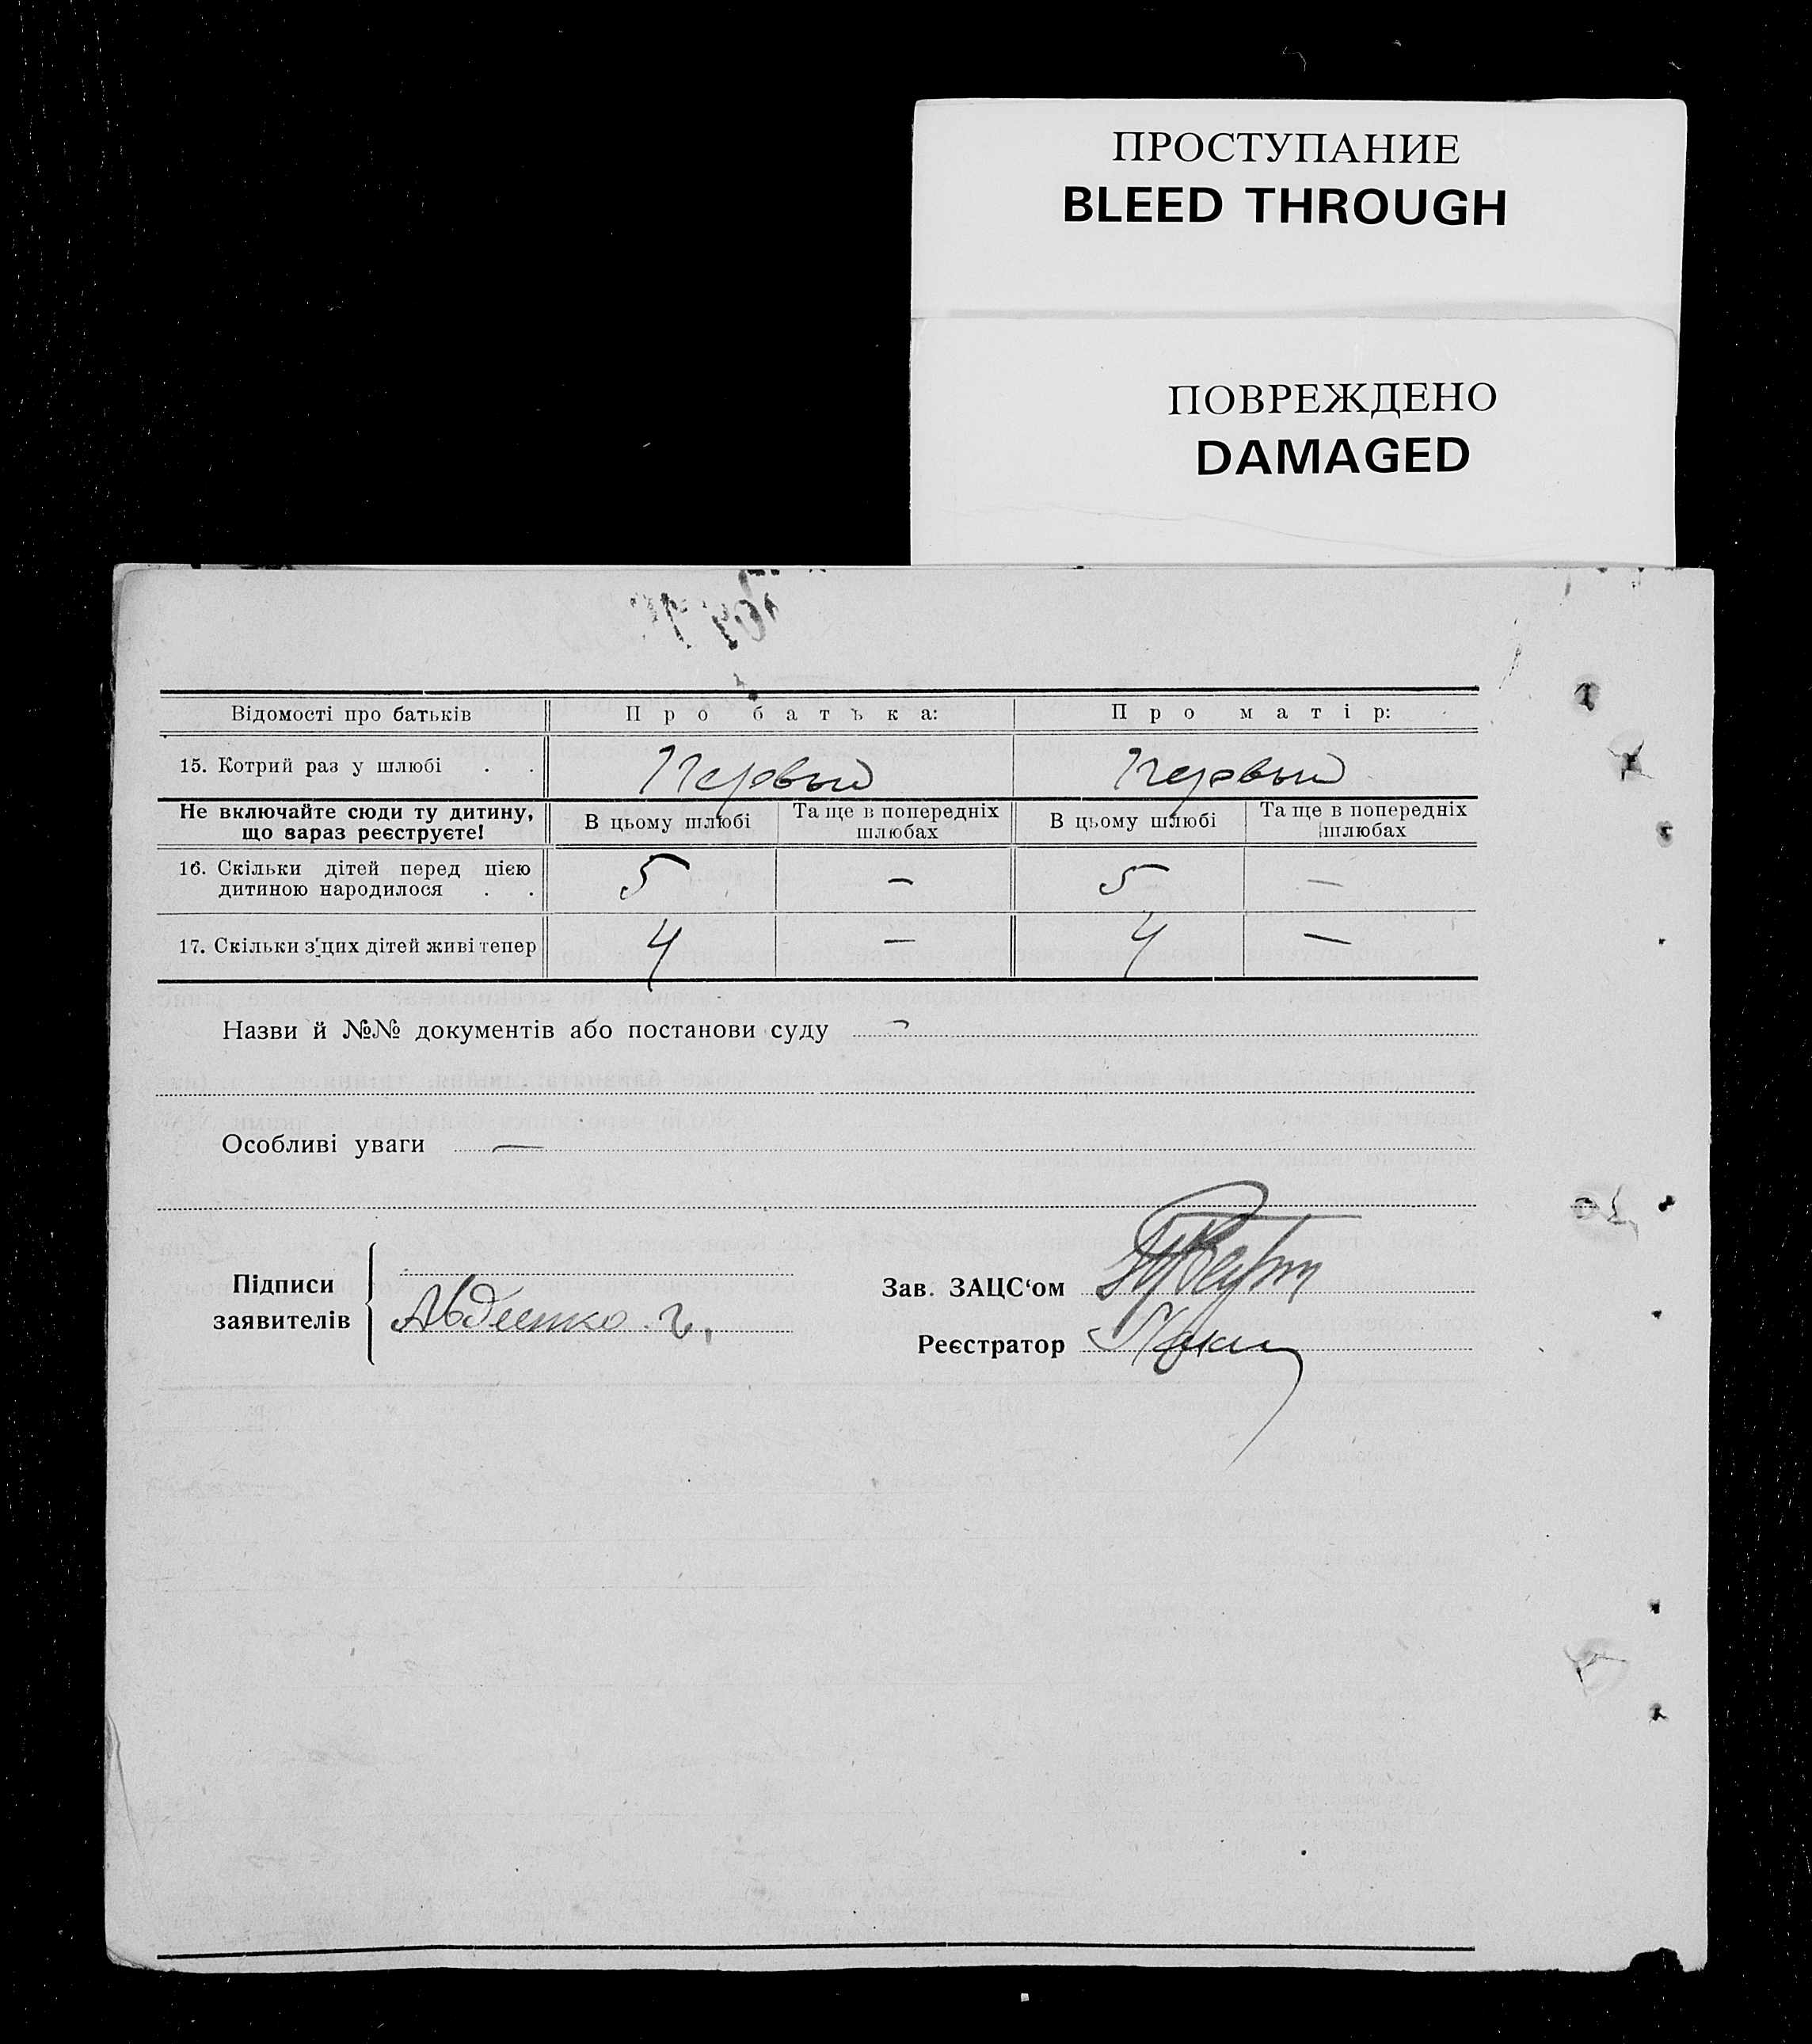 ПРОСТУПАНИЕ
BLEED THROUGH
ПОВРЕЖДЕНО
DAMAGED
Відомості про батьків Про батька: Про матір:
15. Котрий раз у шлюбі . . Первый Первый
Не включайте сюди ту дитину, що зараз реєструєте! В цьому шлюбі Та ще в попередніх шлюбах В цьому шлюбі Та ще в попередніх шлюбах
16. Скільки дітей перед цією
дитиною народилося . . 5 — 5 —
17. Скільки з цих дітей живі тепер 4 — 4 —
Назви й №№ документів або постанови суду —
Особливі уваги —
Підписи
заявителів
Авдеенко Г.
Зав. ЗАЦС‘ом
Реєстратор